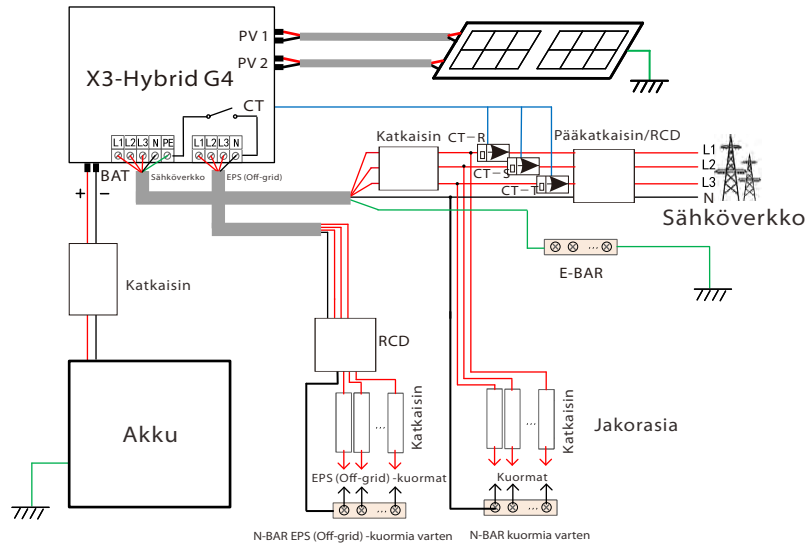 PV 1
PV 2
X3-Hybrid G4
CT
L1 L2 L3 N PE
L1 L2 L3 N
BAT
Sähköverkko
EPS (Off-grid)
+
−
Katkaisin
CT−R
CT−S
CT−T
Pääkatkaisin/RCD
L1
L2
L3
N
Sähköverkko
E-BAR
Katkaisin
RCD
Akku
...
Katkaisin
EPS (Off-grid) -kuormat
...
N-BAR EPS (Off-grid) -kuormia varten
...
Katkaisin
Jakorasia
Kuormat
...
N-BAR kuormia varten